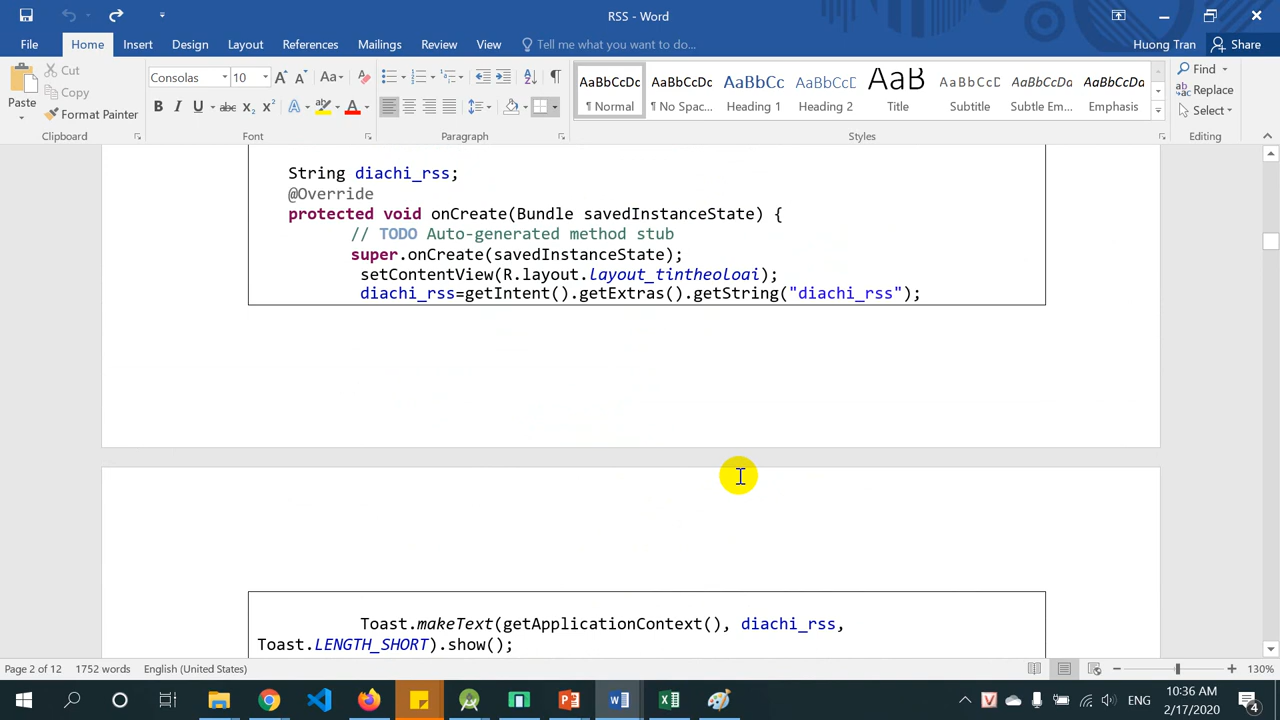 RSS - Word
File Home Insert Design Layout References Mailings Review View Tell me what you want to do... Huong Tran Share
Paste
Cut
Copy
Format Painter
Clipboard
Consolas 10
Font
Paragraph
AaBbCcDc AaBbCcDc AaBbCc AaBbCcD AaB AaBbCcD AaBbCcDc AaBbCcDc
¶ Normal ¶ No Spac... Heading 1 Heading 2 Title Subtitle Subtle Em... Emphasis
Styles
Find
Replace
Select
Editing
String diachi_rss;
@Override
protected void onCreate(Bundle savedInstanceState) {
// TODO Auto-generated method stub
super.onCreate(savedInstanceState);
setContentView(R.layout.layout_tintheoloai);
diachi_rss=getIntent().getExtras().getString("diachi_rss");
Toast.makeText(getApplicationContext(), diachi_rss,
Toast.LENGTH_SHORT).show();
Page 2 of 12 1752 words English (United States) 130%
ENG
10:36 AM
2/17/2020
4